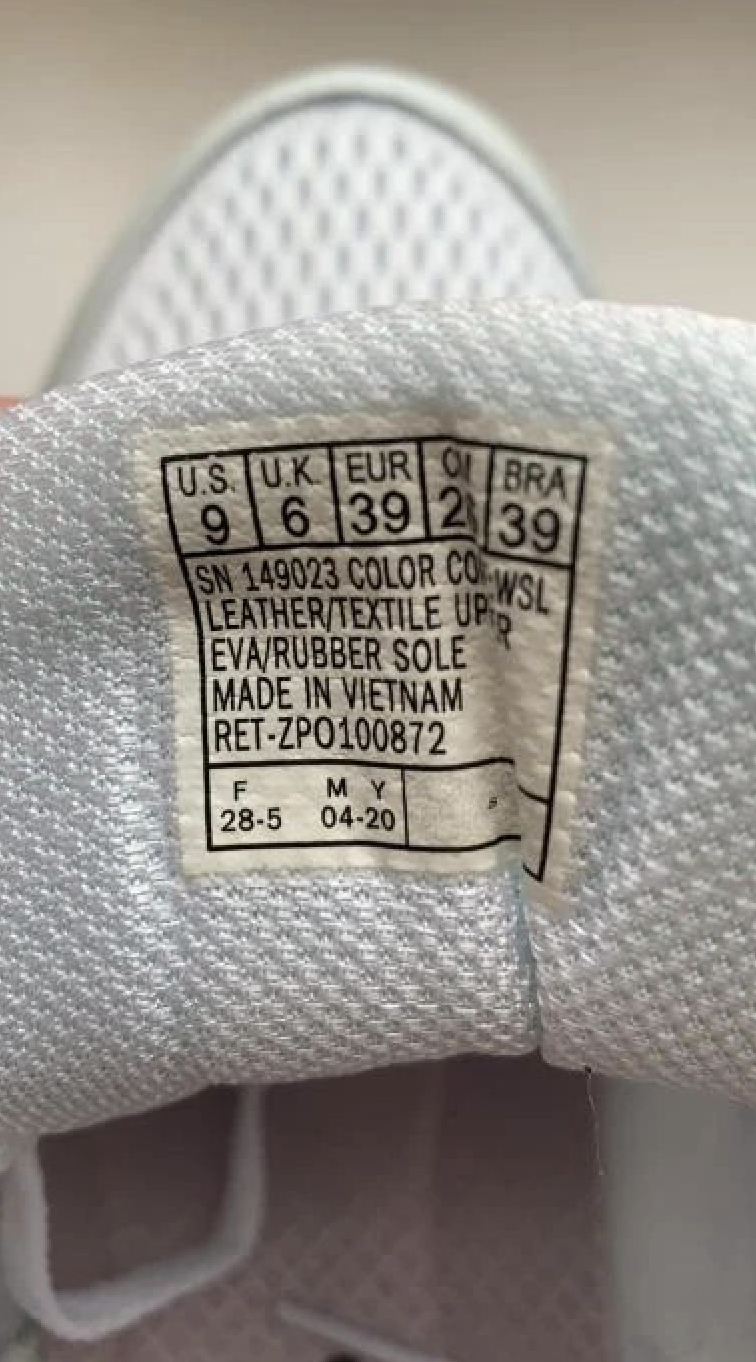 U.S. U.K. EUR BRA
9 6 39 39
SN 149023 COLOR WSL
LEATHER/TEXTILE
EVA/RUBBER SOLE
MADE IN VIETNAM
RET-ZPO100872
F M Y
28-5 04-20